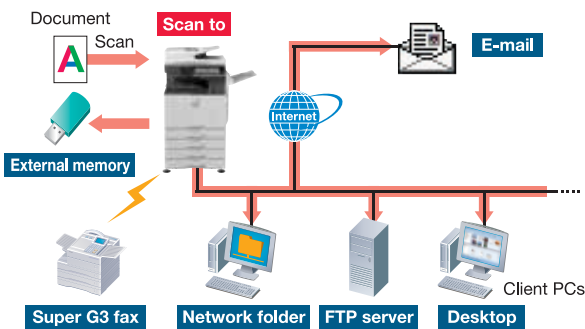 Document
Scan
Scan to
A
E-mail
Internet
External memory
Client PCs
Super G3 fax
Network folder
FTP server
Desktop